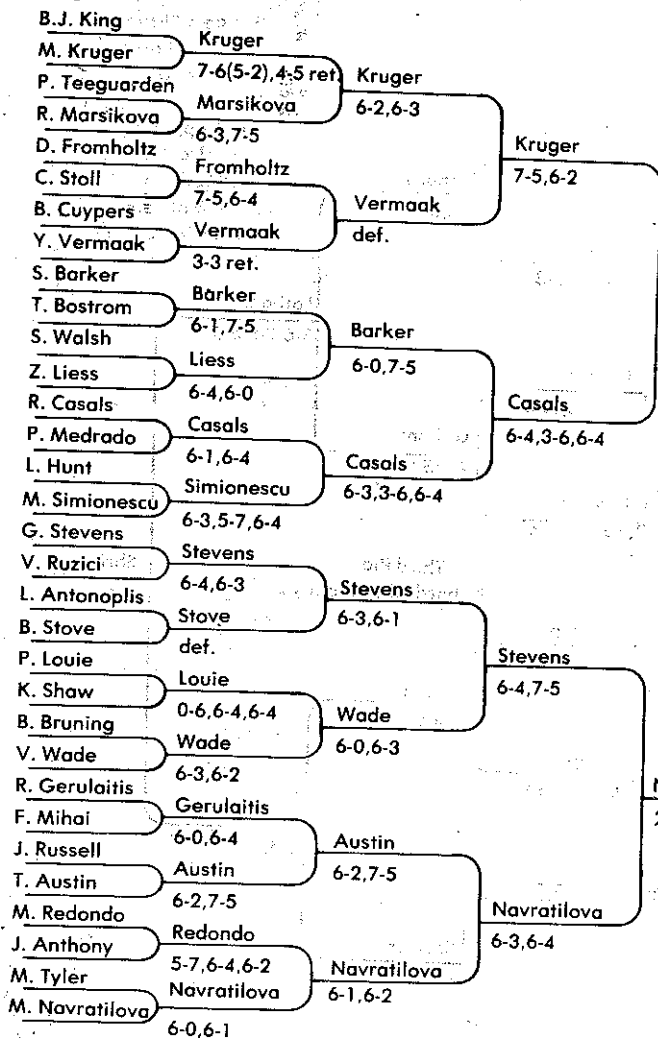 B.J. King
M. Kruger
P. Teeguarden
R. Marsikova
D. Fromholtz
C. Stoll
B. Cuypers
Y. Vermaak
S. Barker
T. Bostrom
S. Walsh
Z. Liess
R. Casals
P. Medrado
L. Hunt
M. Simionescu
G. Stevens
V. Ruzici
L. Antonoplis
B. Stove
P. Louie
K. Shaw
B. Bruning
V. Wade
R. Gerulaitis
F. Mihai
J. Russell
T. Austin
M. Redondo
J. Anthony
M. Tyler
M. Navratilova
Kruger
7-6(5-2),4-5 ret.
Marsikova
6-3,7-5
Fromholtz
7-5,6-4
Vermaak
3-3 ret.
Barker
6-1,7-5
Liess
6-4,6-0
Casals
6-1,6-4
Simionescu
6-3,5-7,6-4
Stevens
6-4,6-3
Stove
def.
Louie
0-6,6-4,6-4
Wade
6-3,6-2
Gerulaitis
6-0,6-4
Austin
6-2,7-5
Redondo
5-7,6-4,6-2
Navratilova
6-0,6-1
Kruger
6-2,6-3
Vermaak
def.
Barker
6-0,7-5
Casals
6-3,3-6,6-4
Stevens
6-3,6-1
Wade
6-0,6-3
Austin
6-2,7-5
Navratilova
6-1,6-2
Kruger
7-5,6-2
Casals
6-4,3-6,6-4
Stevens
6-4,7-5
Navratilova
6-3,6-4